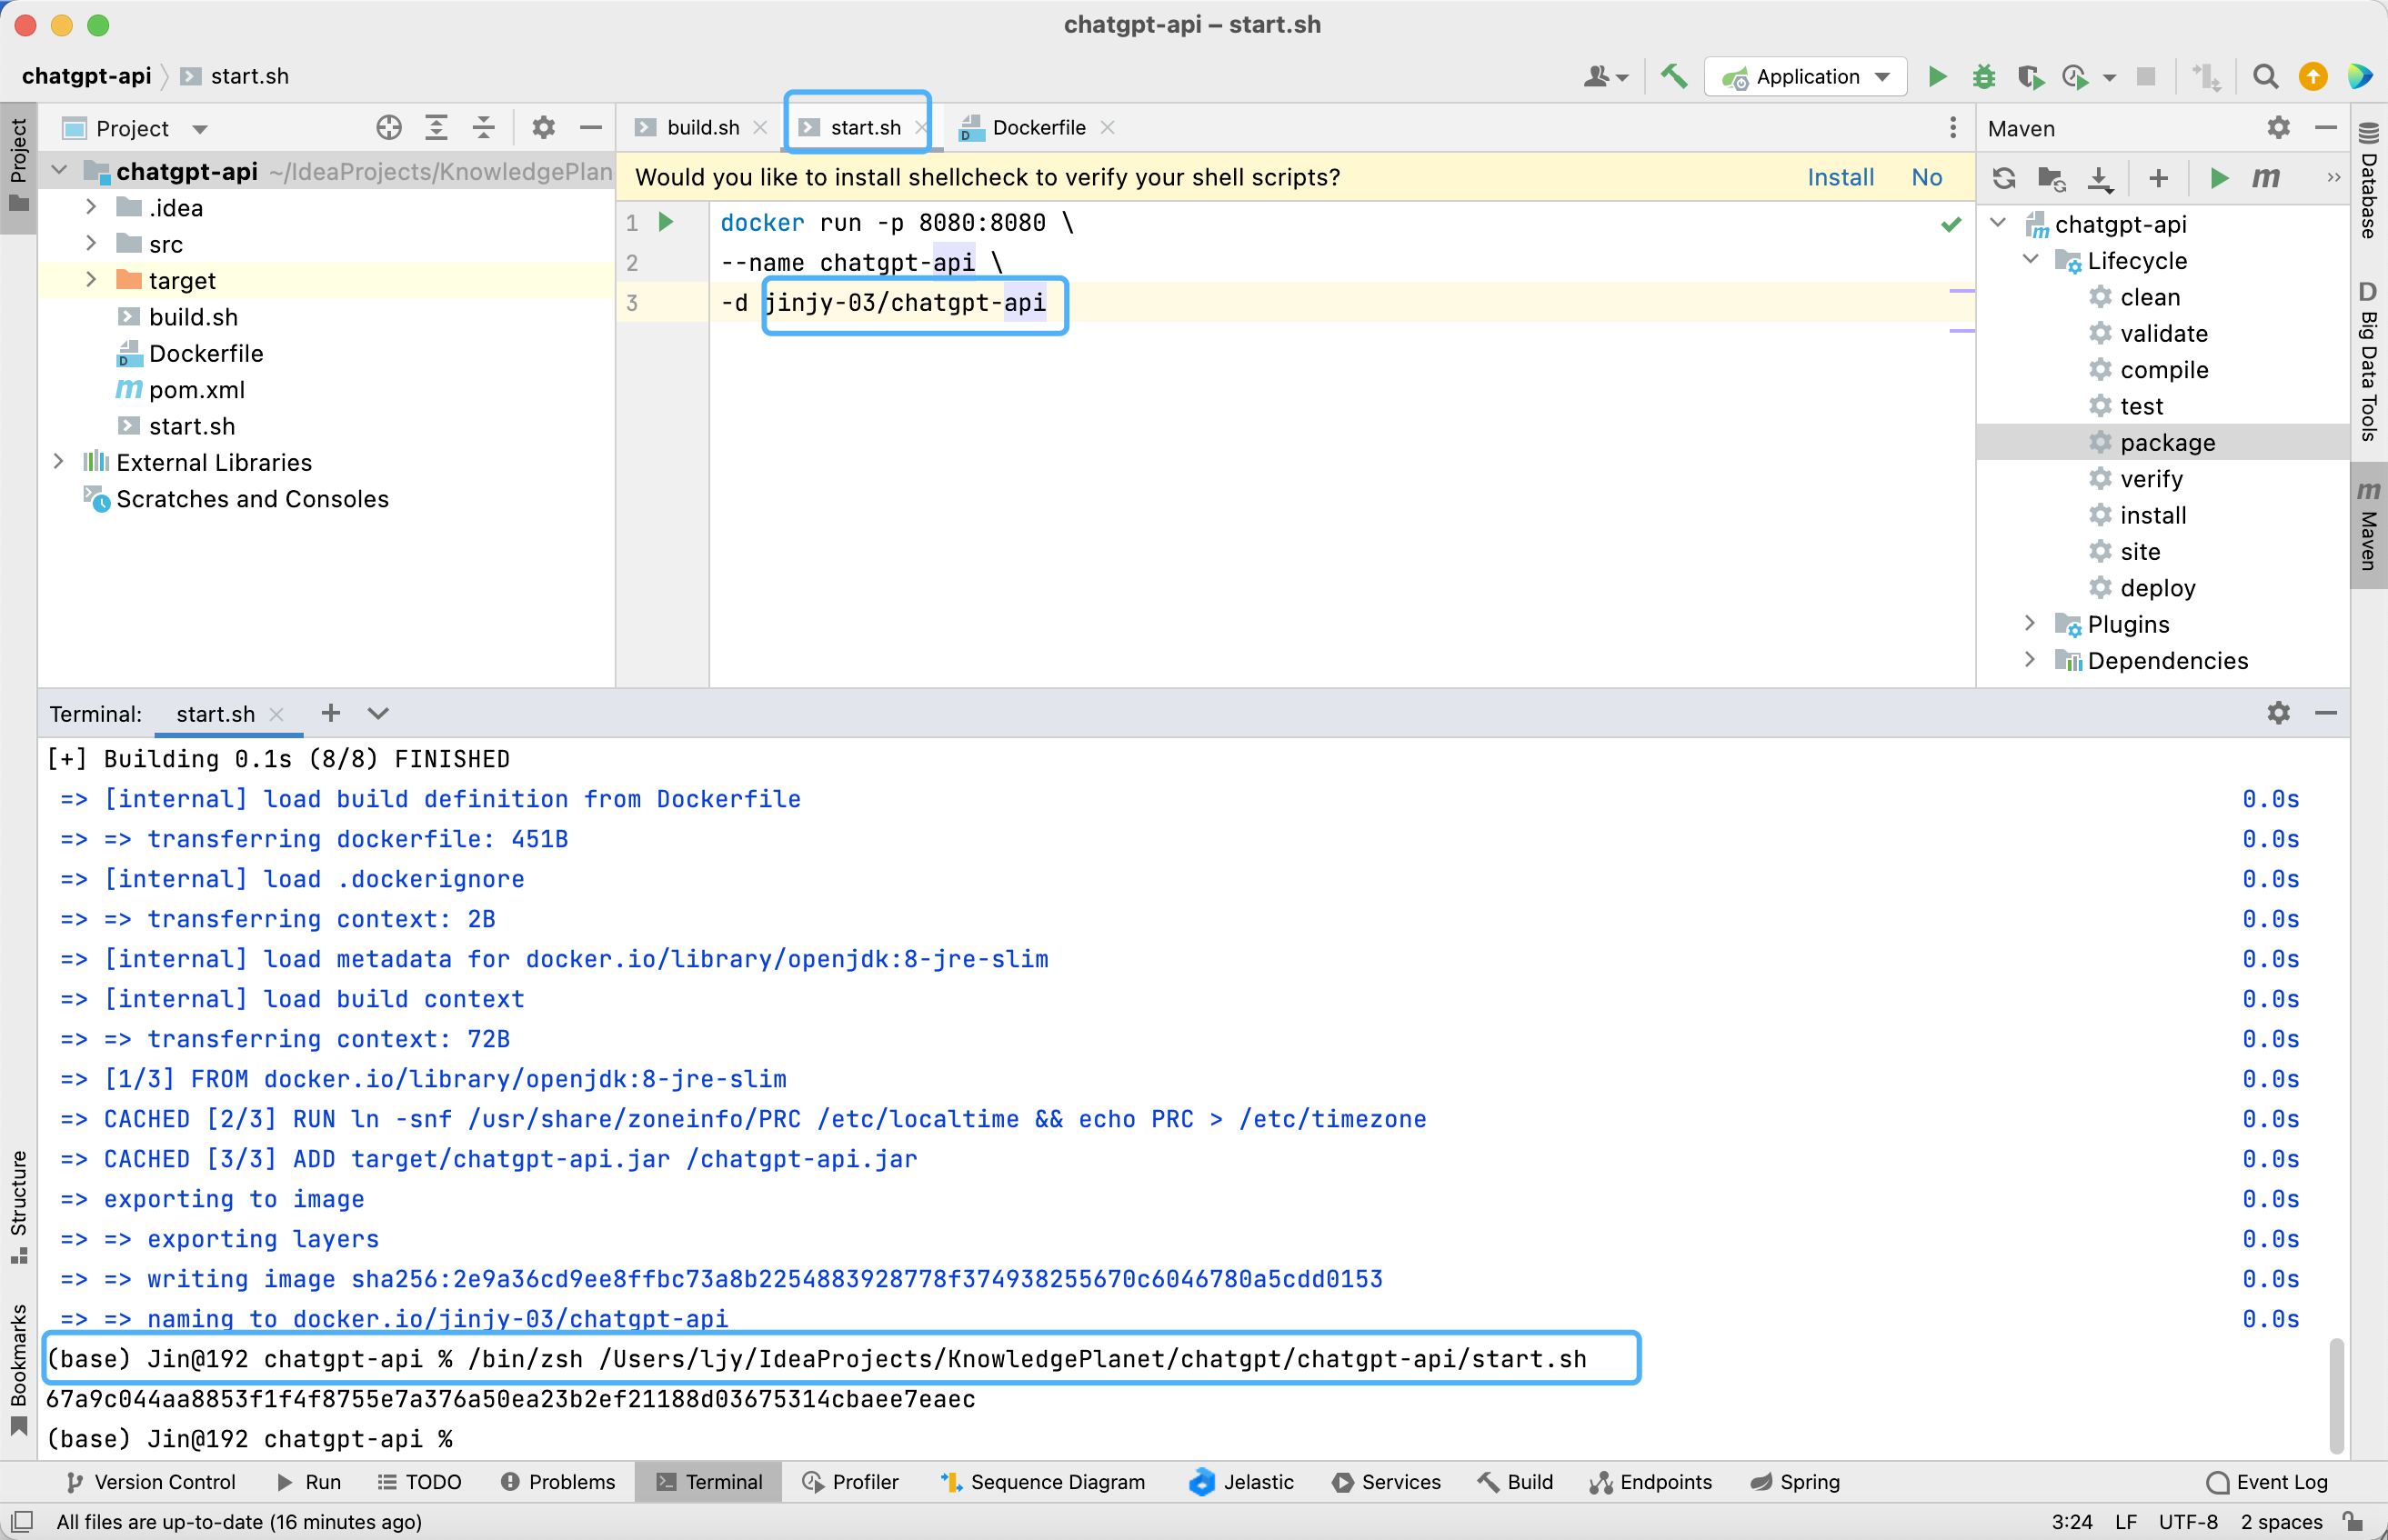 chatgpt-api – start.sh
chatgpt-api
start.sh
Application
Project
Project
build.sh
start.sh
Dockerfile
Maven
chatgpt-api ~/IdeaProjects/KnowledgePlan
.idea
src
target
build.sh
Dockerfile
pom.xml
start.sh
External Libraries
Scratches and Consoles
Would you like to install shellcheck to verify your shell scripts?
Install
No
1 docker run -p 8080:8080 \
2 --name chatgpt-api \
3 -d jinjy-03/chatgpt-api
chatgpt-api
Lifecycle
clean
validate
compile
test
package
verify
install
site
deploy
Plugins
Dependencies
Database
D Big Data Tools
Maven
Terminal:
start.sh
[+] Building 0.1s (8/8) FINISHED
=> [internal] load build definition from Dockerfile 0.0s
=> => transferring dockerfile: 451B 0.0s
=> [internal] load .dockerignore 0.0s
=> => transferring context: 2B 0.0s
=> [internal] load metadata for docker.io/library/openjdk:8-jre-slim 0.0s
=> [internal] load build context 0.0s
=> => transferring context: 72B 0.0s
=> [1/3] FROM docker.io/library/openjdk:8-jre-slim 0.0s
=> CACHED [2/3] RUN ln -snf /usr/share/zoneinfo/PRC /etc/localtime && echo PRC > /etc/timezone 0.0s
=> CACHED [3/3] ADD target/chatgpt-api.jar /chatgpt-api.jar 0.0s
=> exporting to image 0.0s
=> => exporting layers 0.0s
=> => writing image sha256:2e9a36cd9ee8ffbc73a8b2254883928778f374938255670c6046780a5cdd0153 0.0s
=> => naming to docker.io/jinjy-03/chatgpt-api 0.0s
(base) Jin@192 chatgpt-api % /bin/zsh /Users/ljy/IdeaProjects/KnowledgePlanet/chatgpt/chatgpt-api/start.sh
67a9c044aa8853f1f4f8755e7a376a50ea23b2ef21188d03675314cbaee7eaec
(base) Jin@192 chatgpt-api %
Structure
Bookmarks
Version Control
Run
TODO
Problems
Terminal
Profiler
Sequence Diagram
Jelastic
Services
Build
Endpoints
Spring
Event Log
All files are up-to-date (16 minutes ago)
3:24 LF UTF-8 2 spaces